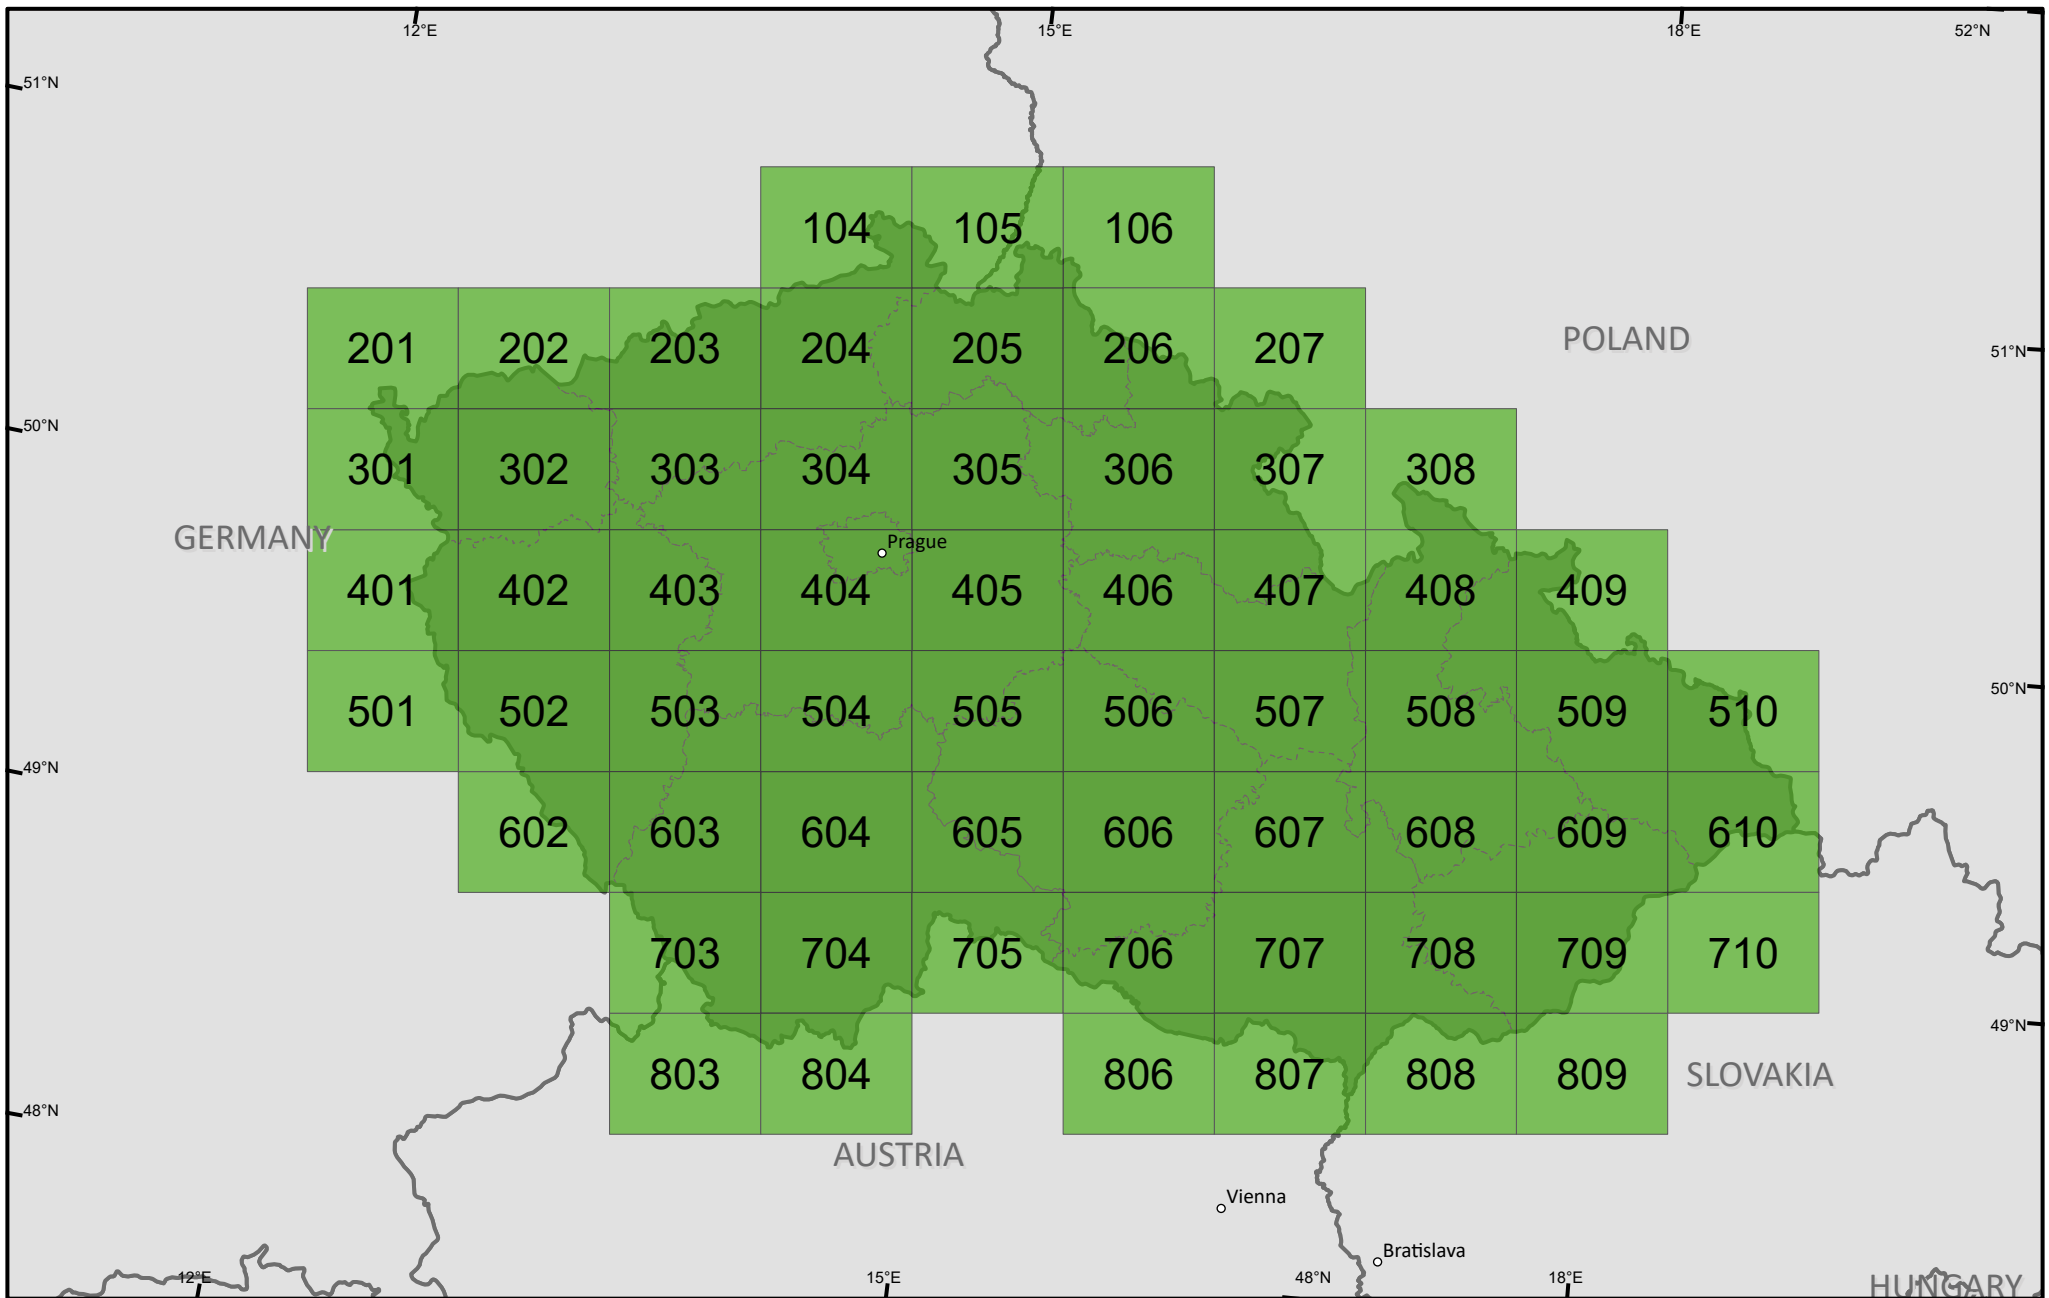 12°E 15°E 18°E 52°N
51°N
104 105 106
201 202 203 204 205 206 207
POLAND
51°N
50°N
301 302 303 304 305 306 307 308
GERMANY
Prague
401 402 403 404 405 406 407 408 409
50°N
501 502 503 504 505 506 507 508 509 510
49°N
602 603 604 605 606 607 608 609 610
703 704 705 706 707 708 709 710
49°N
803 804 806 807 808 809
SLOVAKIA
48°N
AUSTRIA
Vienna
Bratislava
12°E 15°E 48°N 18°E
HUNGARY